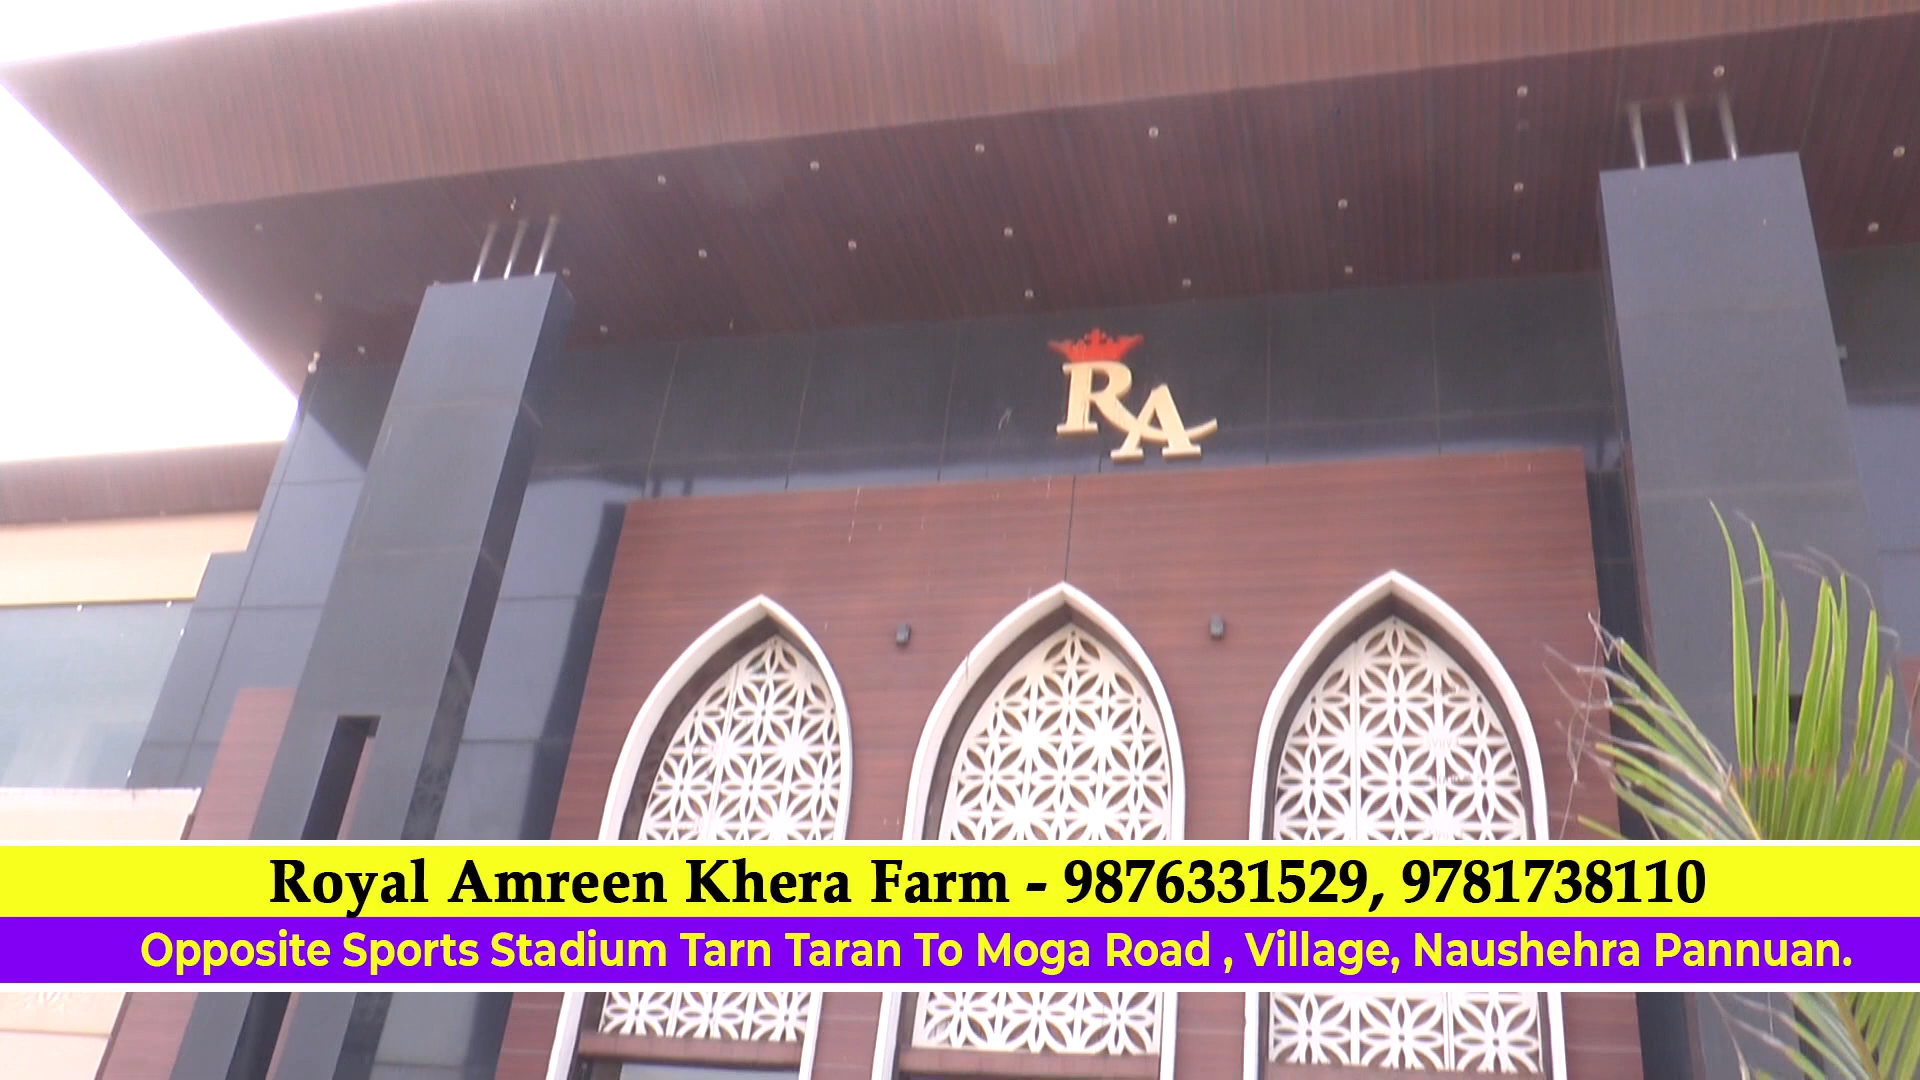 RA
Royal Amreen Khera Farm - 9876331529, 9781738110
Opposite Sports Stadium Tarn Taran To Moga Road , Village, Naushehra Pannuan.